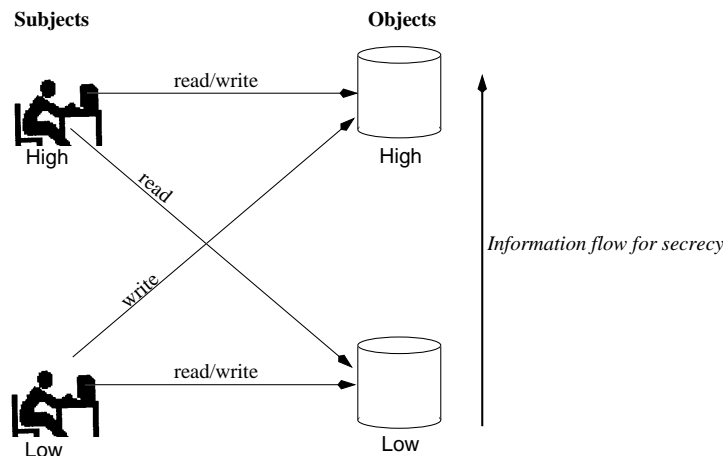 Subjects
Objects
read/write
High
High
read
Information flow for secrecy
write
read/write
Low
Low